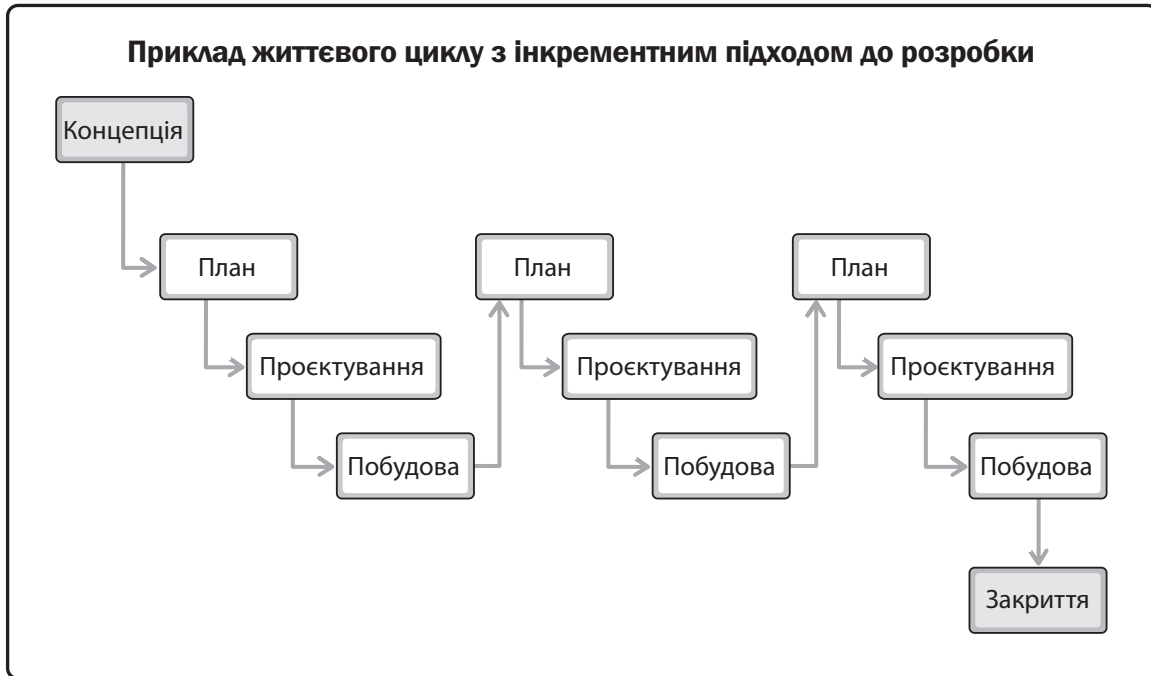 Приклад життєвого циклу з інкрементним підходом до розробки
Концепція
План
План
План
Проєктування
Проєктування
Проєктування
Побудова
Побудова
Побудова
Закриття